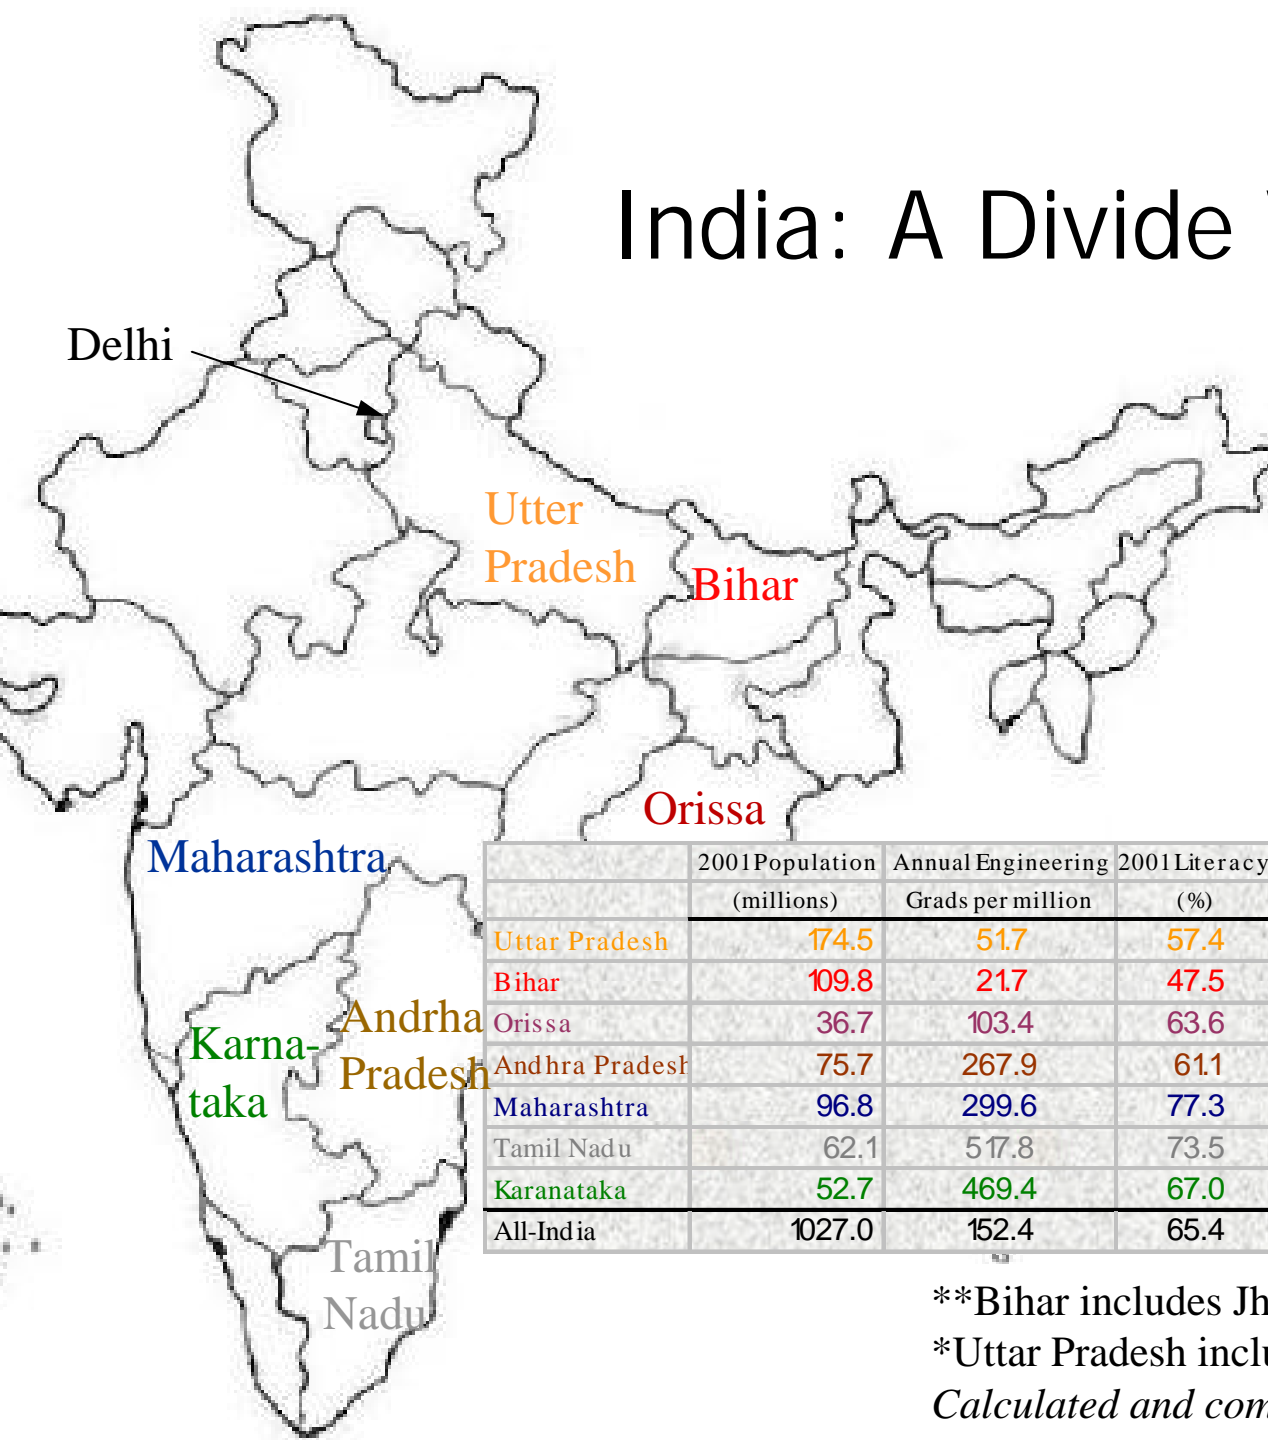 India: A Divide
Delhi
Utter
Pradesh
Bihar
Orissa
Maharashtra
Andrha
Pradesh
Karna-
taka
Tamil
Nadu
2001 Population Annual Engineering 2001 Literacy
(millions) Grads per million (%)
Uttar Pradesh 174.5 51.7 57.4
Bihar 109.8 21.7 47.5
Orissa 36.7 103.4 63.6
Andhra Pradesh 75.7 267.9 61.1
Maharashtra 96.8 299.6 77.3
Tamil Nadu 62.1 517.8 73.5
Karanataka 52.7 469.4 67.0
All-India 1027.0 152.4 65.4
**Bihar includes Jh
*Uttar Pradesh inclu
Calculated and com